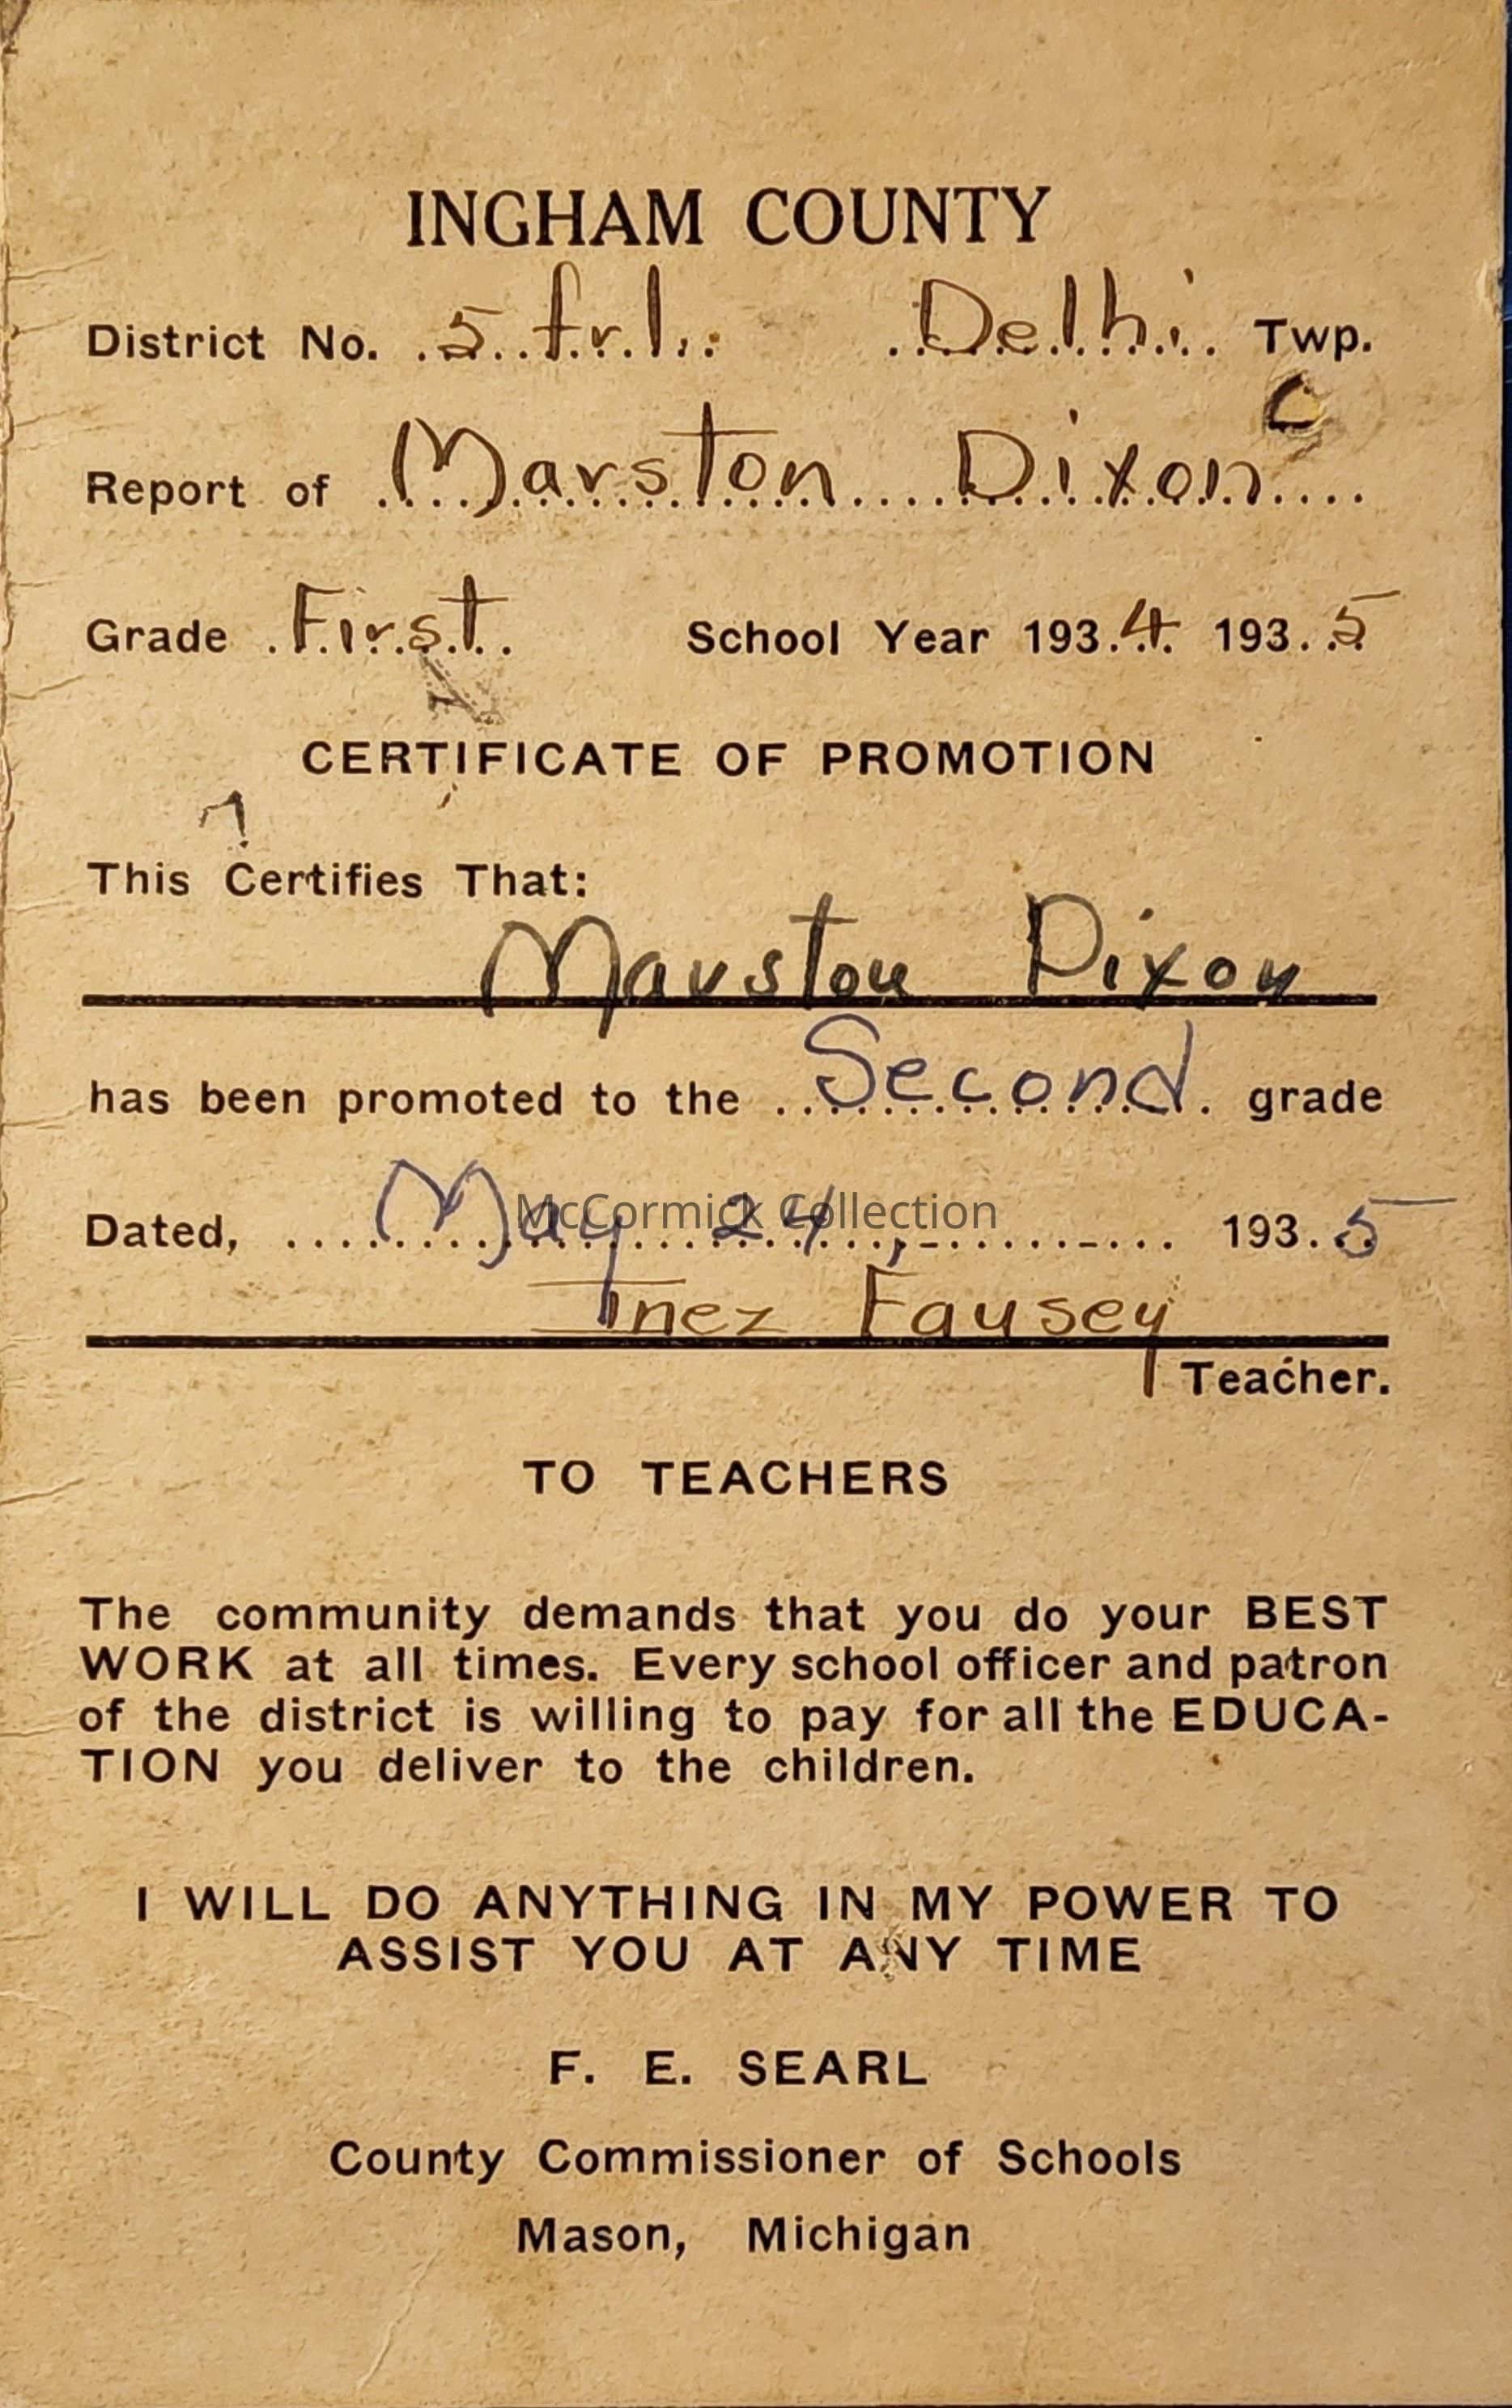 INGHAM COUNTY
District No. 5 frl. Delhi Twp.
Report of Marston Dixon
Grade First School Year 1934 1935
CERTIFICATE OF PROMOTION
This Certifies That:
Marston Dixon
has been promoted to the Second grade
Dated, May 24, 1935
McCormick Collection
Inez Fausey
Teacher.
TO TEACHERS
The community demands that you do your BEST
WORK at all times. Every school officer and patron
of the district is willing to pay for all the EDUCA-
TION you deliver to the children.
I WILL DO ANYTHING IN MY POWER TO
ASSIST YOU AT ANY TIME
F. E. SEARL
County Commissioner of Schools
Mason, Michigan